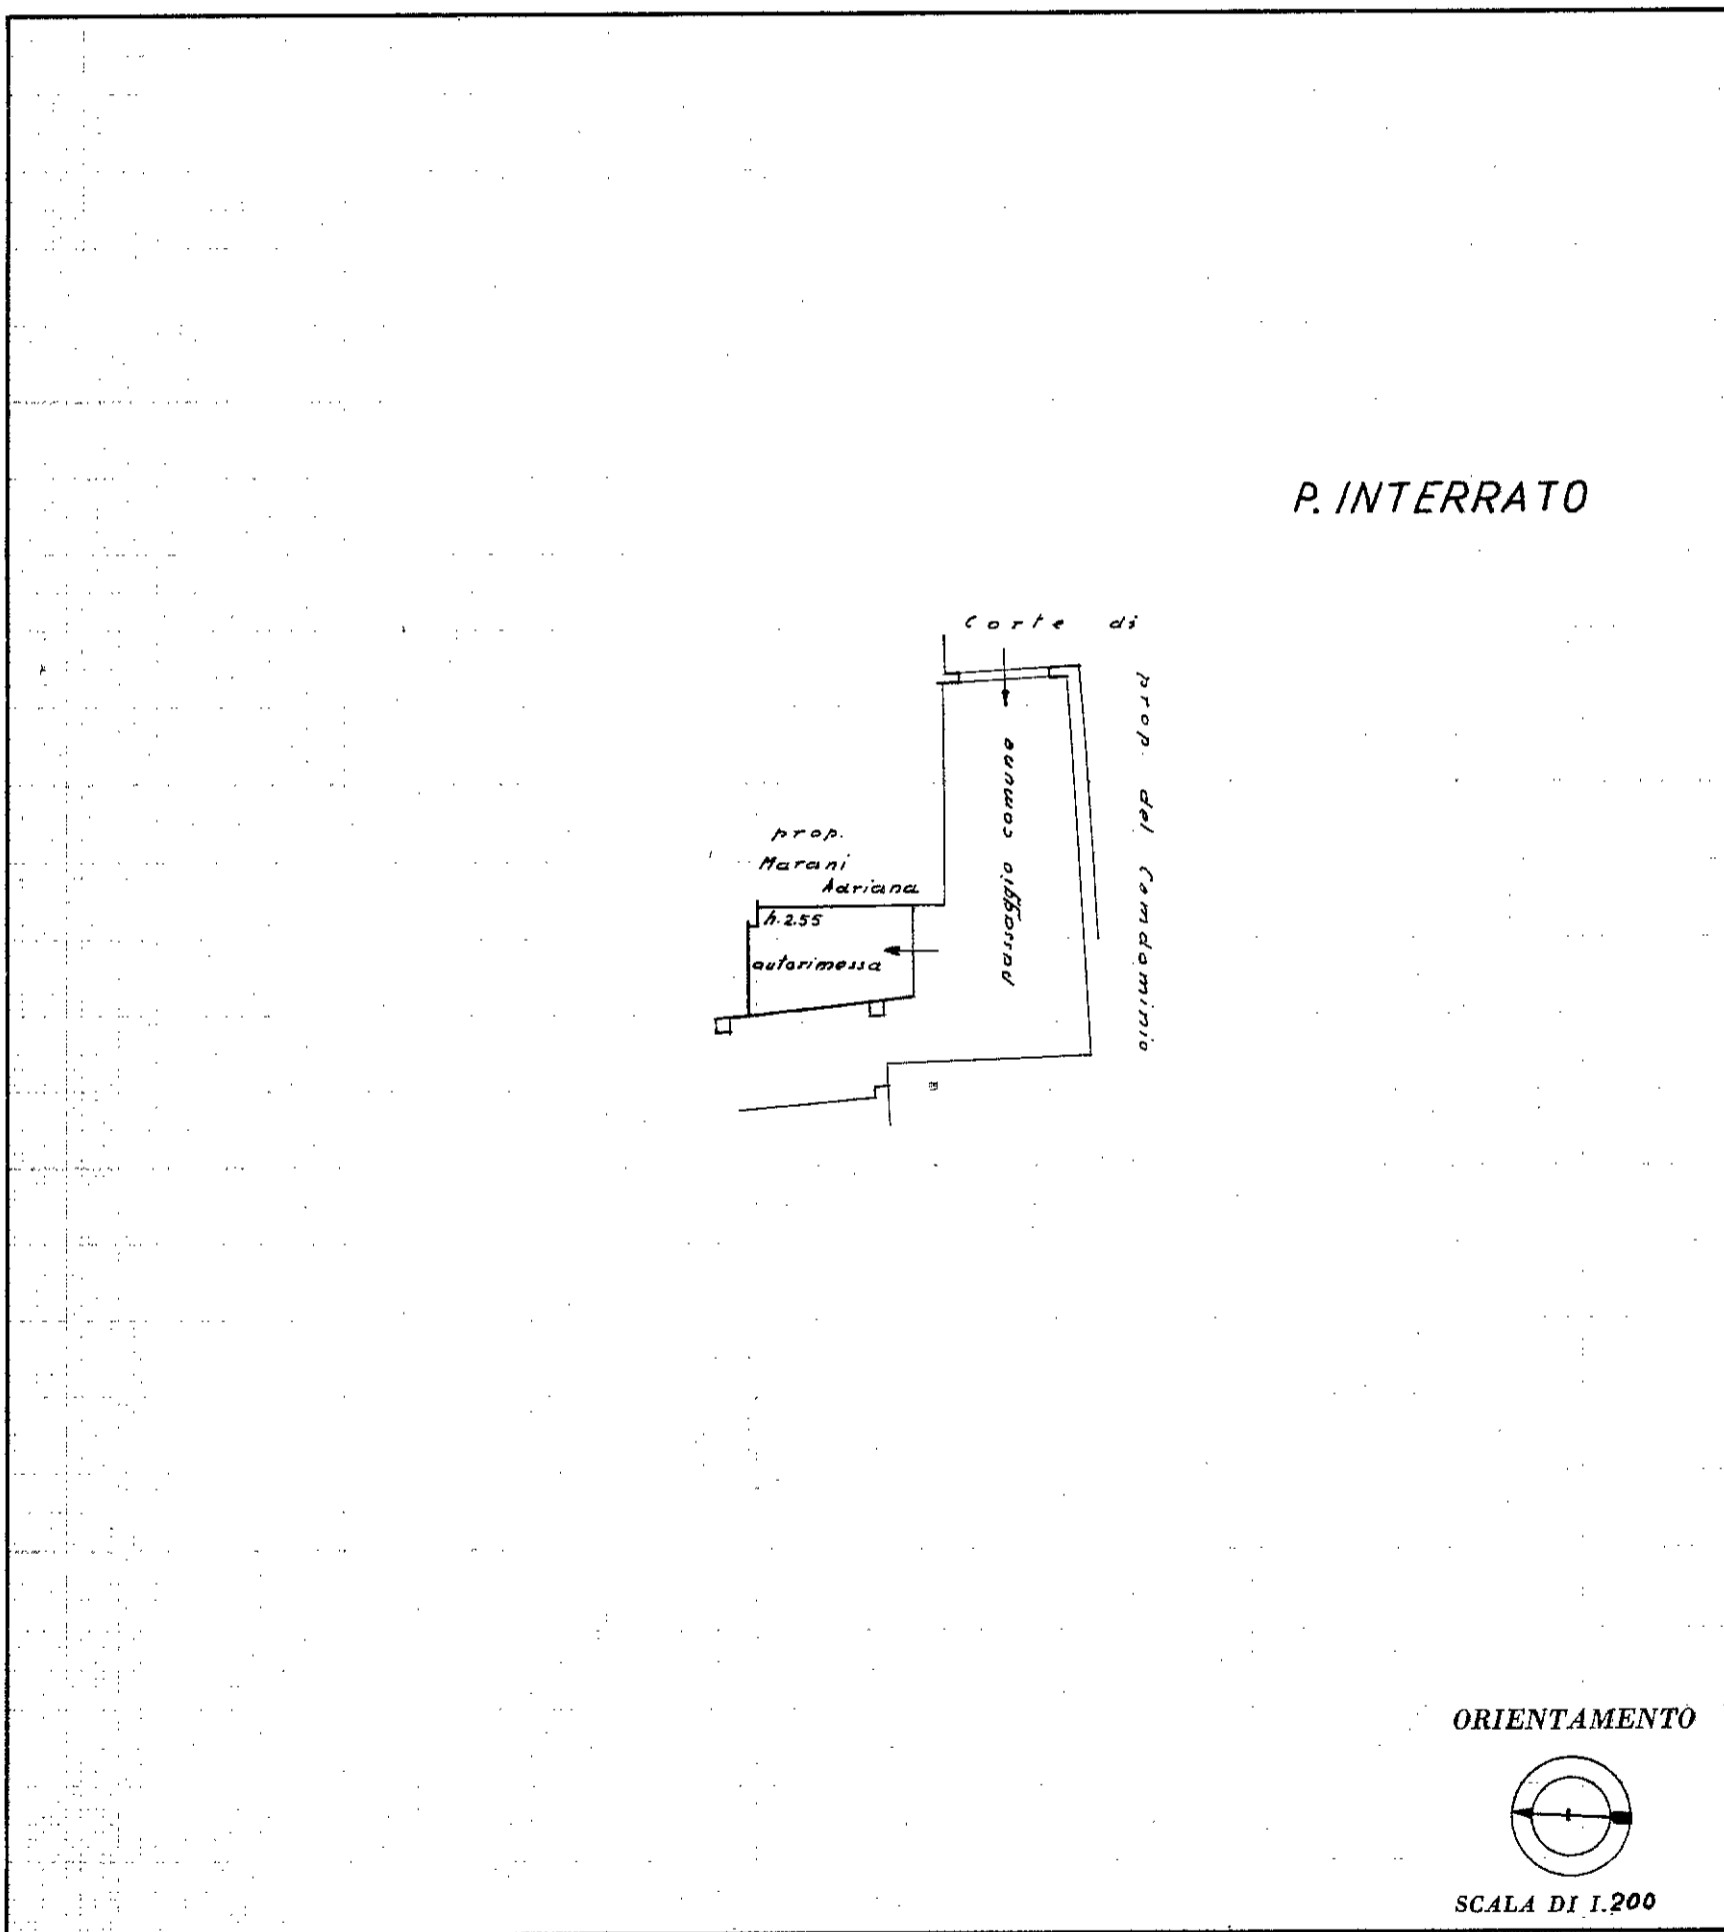 P. INTERRATO
Corte di
prop. del Condominio
passaggio comune
prop.
Marani
Adriana
h. 2.55
autorimessa
ORIENTAMENTO
SCALA DI 1.200